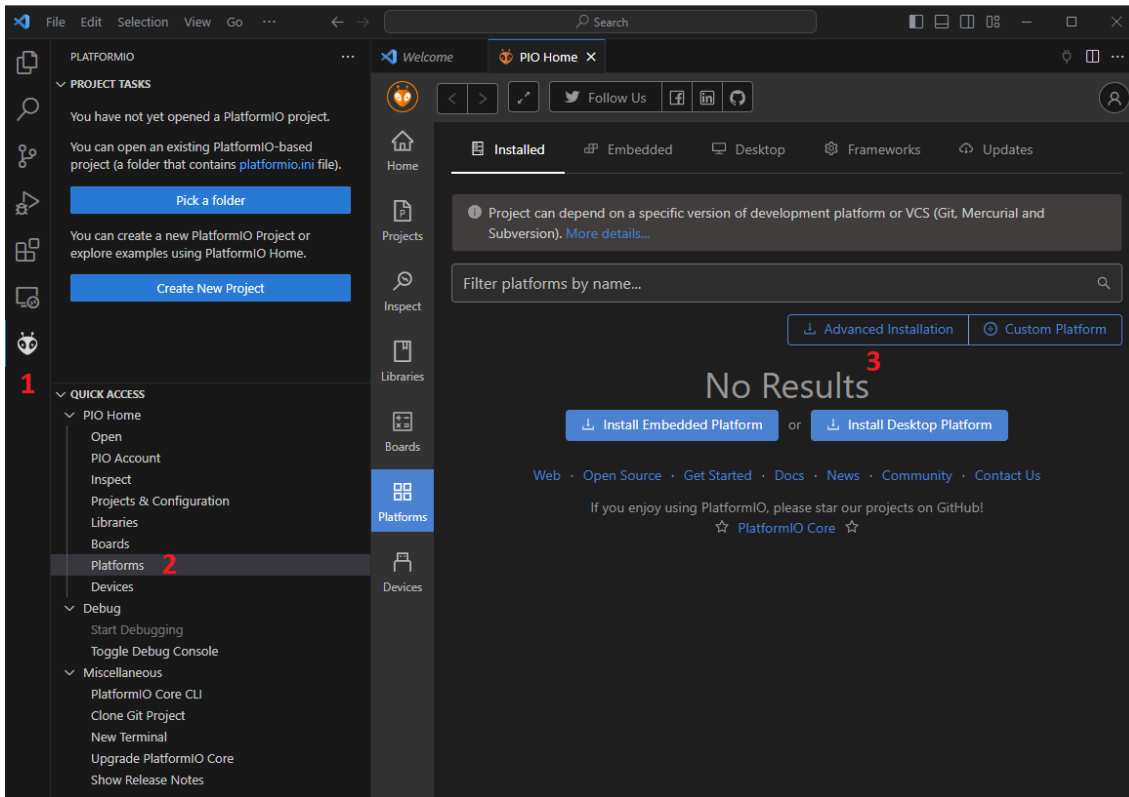 File Edit Selection View Go ··· Search
PLATFORMIO ···
PROJECT TASKS
You have not yet opened a PlatformIO project.
You can open an existing PlatformIO-based
project (a folder that contains platformio.ini file).
Pick a folder
You can create a new PlatformIO Project or
explore examples using PlatformIO Home.
Create New Project
1
QUICK ACCESS
PIO Home
Open
PIO Account
Inspect
Projects & Configuration
Libraries
Boards
Platforms 2
Devices
Debug
Start Debugging
Toggle Debug Console
Miscellaneous
PlatformIO Core CLI
Clone Git Project
New Terminal
Upgrade PlatformIO Core
Show Release Notes
Welcome PIO Home
Follow Us
Home
Projects
Inspect
Libraries
Boards
Platforms
Devices
Installed Embedded Desktop Frameworks Updates
Project can depend on a specific version of development platform or VCS (Git, Mercurial and
Subversion). More details...
Filter platforms by name...
Advanced Installation Custom Platform
3
No Results
Install Embedded Platform or Install Desktop Platform
Web · Open Source · Get Started · Docs · News · Community · Contact Us
If you enjoy using PlatformIO, please star our projects on GitHub!
☆ PlatformIO Core ☆